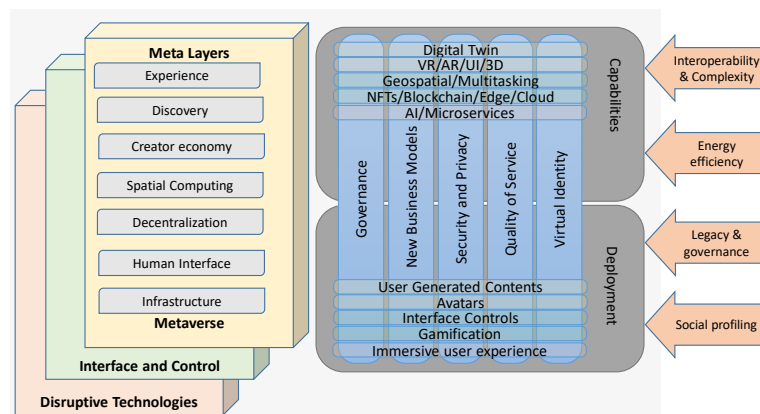 Meta Layers
Experience
Discovery
Creator economy
Spatial Computing
Decentralization
Human Interface
Infrastructure
Metaverse
Interface and Control
Disruptive Technologies
Digital Twin
VR/AR/UI/3D
Geospatial/Multitasking
NFTs/Blockchain/Edge/Cloud
AI/Microservices
Governance
New Business Models
Security and Privacy
Quality of Service
Virtual Identity
User Generated Contents
Avatars
Interface Controls
Gamification
Immersive user experience
Capabilities
Deployment
Interoperability
& Complexity
Energy
efficiency
Legacy &
governance
Social profiling